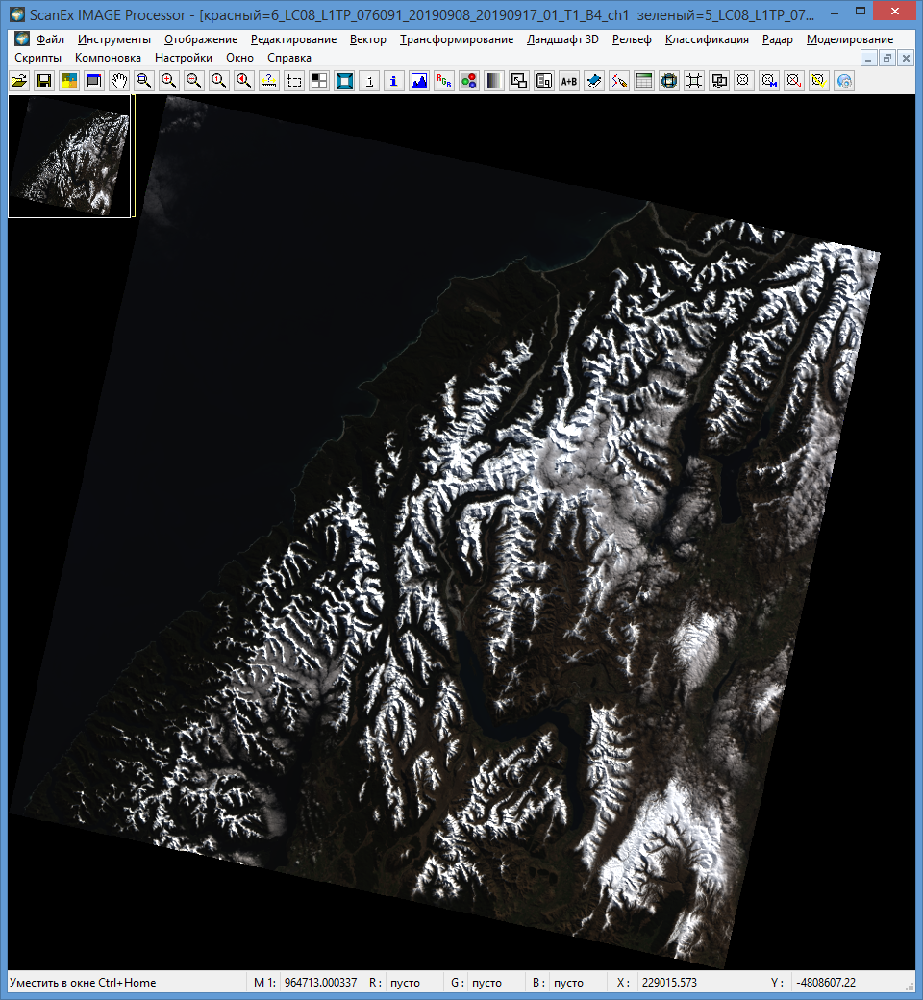 ScanEx IMAGE Processor - [красный=6_LC08_L1TP_076091_20190908_20190917_01_T1_B4_ch1 зеленый=5_LC08_L1TP_07...
Файл Инструменты Отображение Редактирование Вектор Трансформирование Ландшафт 3D Рельеф Классификация Радар Моделирование
Скрипты Компоновка Настройки Окно Справка
1 i RGB A+B
Уместить в окне Ctrl+Home M 1: 964713.000337 R: пусто G: пусто B: пусто X: 229015.573 Y: -4808607.22